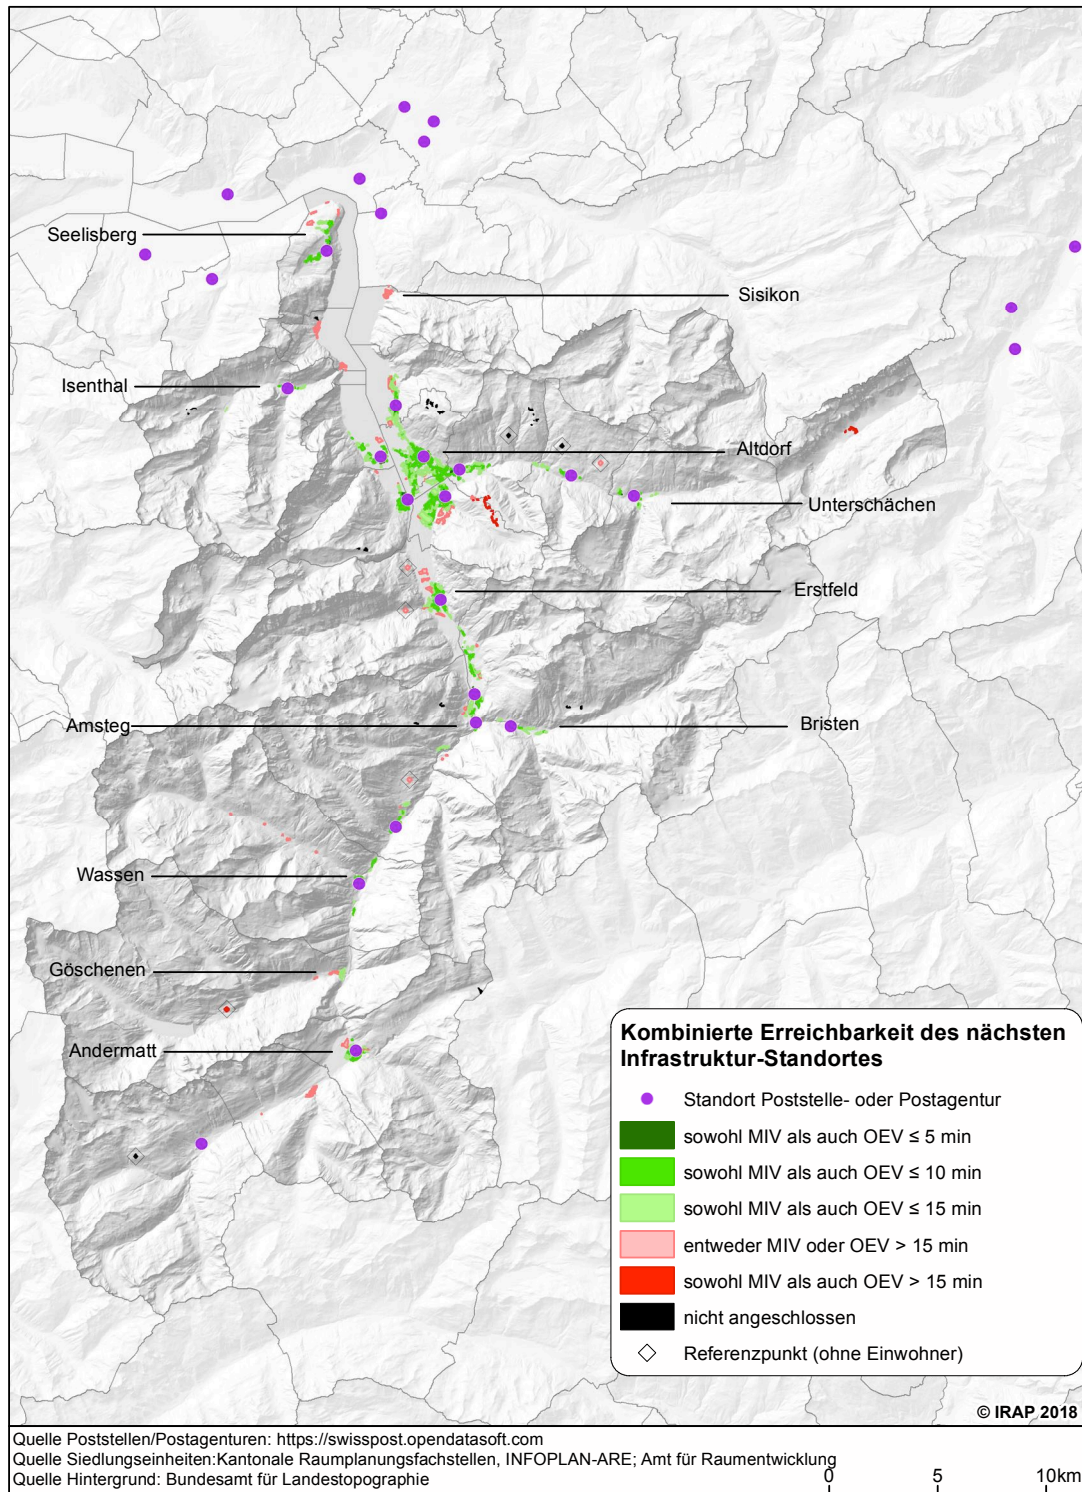 Seelisberg
Sisikon
Isenthal
Altdorf
Unterschächen
Erstfeld
Amsteg
Bristen
Wassen
Göschenen
Andermatt
Kombinierte Erreichbarkeit des nächsten
Infrastruktur-Standortes
Standort Poststelle- oder Postagentur
sowohl MIV als auch OEV ≤ 5 min
sowohl MIV als auch OEV ≤ 10 min
sowohl MIV als auch OEV ≤ 15 min
entweder MIV oder OEV > 15 min
sowohl MIV als auch OEV > 15 min
nicht angeschlossen
Referenzpunkt (ohne Einwohner)
© IRAP 2018
Quelle Poststellen/Postagenturen: https://swisspost.opendatasoft.com
Quelle Siedlungseinheiten:Kantonale Raumplanungsfachstellen, INFOPLAN-ARE; Amt für Raumentwicklung
Quelle Hintergrund: Bundesamt für Landestopographie
0 5 10km